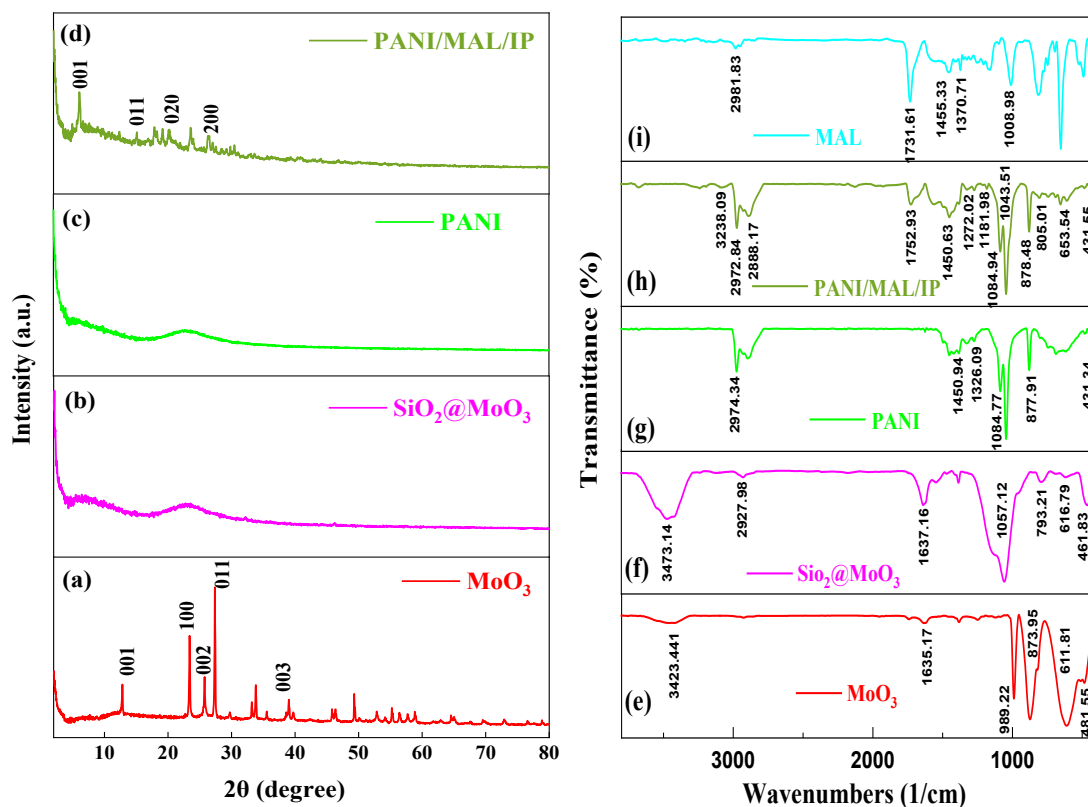 (d)
PANI/MAL/IP
001
011
020
200
(c)
PANI
(b)
SiO₂@MoO₃
(a)
MoO₃
001
100
002
011
003
10 20 30 40 50 60 70 80
2θ (degree)
Intensity (a.u.)
(i)
MAL
2981.83
1731.61
1455.33
1370.71
1008.98
(h)
PANI/MAL/IP
3238.09
2972.84
2888.17
1752.93
1450.63
1272.02
1181.98
1084.94
1043.51
878.48
805.01
653.54
431.55
(g)
PANI
2974.34
1450.94
1326.09
1084.77
877.91
(f)
Sio₂@MoO₃
3473.14
2927.98
1637.16
1057.12
793.21
616.79
461.83
(e)
MoO₃
3423.441
1635.17
989.22
873.95
611.81
481.55
3000 2000 1000
Wavenumbers (1/cm)
Transmittance (%)